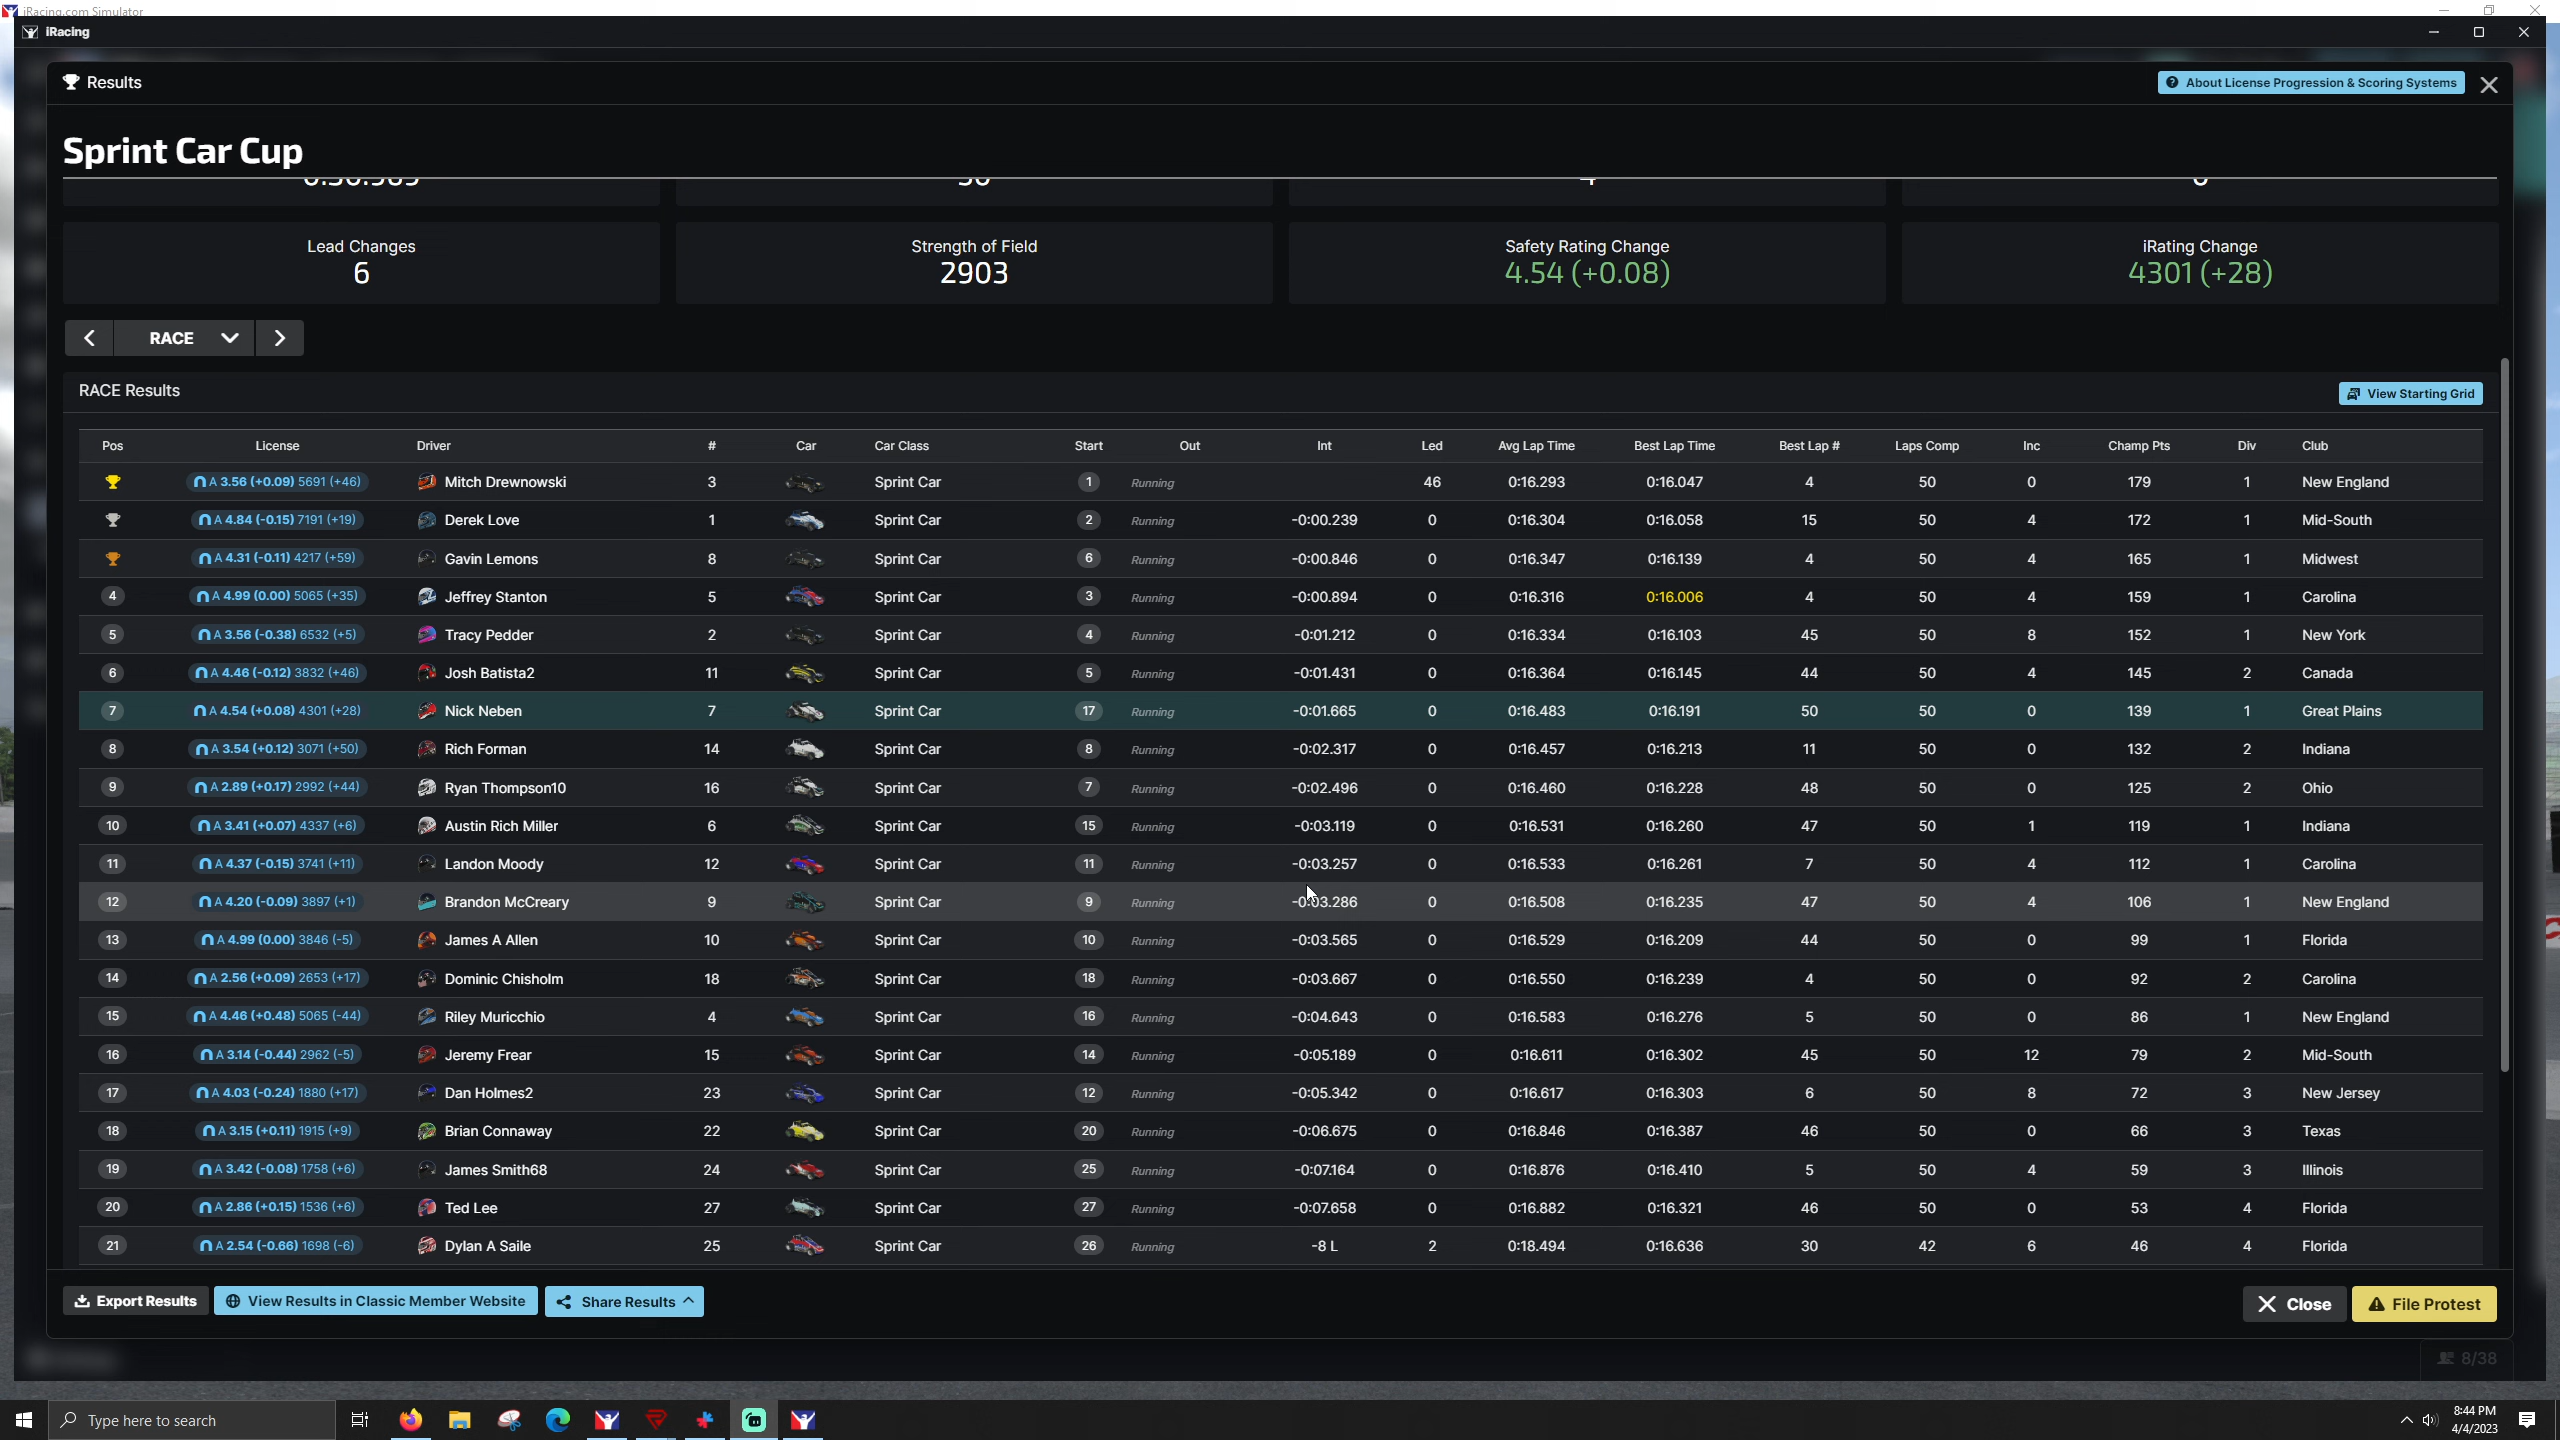 iRacing.com Simulator
iRacing
Results
About License Progression & Scoring Systems
Sprint Car Cup
Lead Changes
6
Strength of Field
2903
Safety Rating Change
4.54 (+0.08)
iRating Change
4301 (+28)
RACE
RACE Results
View Starting Grid
Pos License Driver # Car Car Class Start Out Int Led Avg Lap Time Best Lap Time Best Lap # Laps Comp Inc Champ Pts Div Club
A 3.56 (+0.09) 5691 (+46) Mitch Drewnowski 3 Sprint Car 1 Running 46 0:16.293 0:16.047 4 50 0 179 1 New England
A 4.84 (-0.15) 7191 (+19) Derek Love 1 Sprint Car 2 Running -0:00.239 0 0:16.304 0:16.058 15 50 4 172 1 Mid-South
A 4.31 (-0.11) 4217 (+59) Gavin Lemons 8 Sprint Car 6 Running -0:00.846 0 0:16.347 0:16.139 4 50 4 165 1 Midwest
4 A 4.99 (0.00) 5065 (+35) Jeffrey Stanton 5 Sprint Car 3 Running -0:00.894 0 0:16.316 0:16.006 4 50 4 159 1 Carolina
5 A 3.56 (-0.38) 6532 (+5) Tracy Pedder 2 Sprint Car 4 Running -0:01.212 0 0:16.334 0:16.103 45 50 8 152 1 New York
6 A 4.46 (-0.12) 3832 (+46) Josh Batista2 11 Sprint Car 5 Running -0:01.431 0 0:16.364 0:16.145 44 50 4 145 2 Canada
7 A 4.54 (+0.08) 4301 (+28) Nick Neben 7 Sprint Car 17 Running -0:01.665 0 0:16.483 0:16.191 50 50 0 139 1 Great Plains
8 A 3.54 (+0.12) 3071 (+50) Rich Forman 14 Sprint Car 8 Running -0:02.317 0 0:16.457 0:16.213 11 50 0 132 2 Indiana
9 A 2.89 (+0.17) 2992 (+44) Ryan Thompson10 16 Sprint Car 7 Running -0:02.496 0 0:16.460 0:16.228 48 50 0 125 2 Ohio
10 A 3.41 (+0.07) 4337 (+6) Austin Rich Miller 6 Sprint Car 15 Running -0:03.119 0 0:16.531 0:16.260 47 50 1 119 1 Indiana
11 A 4.37 (-0.15) 3741 (+11) Landon Moody 12 Sprint Car 11 Running -0:03.257 0 0:16.533 0:16.261 7 50 4 112 1 Carolina
12 A 4.20 (-0.09) 3897 (+1) Brandon McCreary 9 Sprint Car 9 Running -0:03.286 0 0:16.508 0:16.235 47 50 4 106 1 New England
13 A 4.99 (0.00) 3846 (-5) James A Allen 10 Sprint Car 10 Running -0:03.565 0 0:16.529 0:16.209 44 50 0 99 1 Florida
14 A 2.56 (+0.09) 2653 (+17) Dominic Chisholm 18 Sprint Car 18 Running -0:03.667 0 0:16.550 0:16.239 4 50 0 92 2 Carolina
15 A 4.46 (+0.48) 5065 (-44) Riley Muricchio 4 Sprint Car 16 Running -0:04.643 0 0:16.583 0:16.276 5 50 0 86 1 New England
16 A 3.14 (-0.44) 2962 (-5) Jeremy Frear 15 Sprint Car 14 Running -0:05.189 0 0:16.611 0:16.302 45 50 12 79 2 Mid-South
17 A 4.03 (-0.24) 1880 (+17) Dan Holmes2 23 Sprint Car 12 Running -0:05.342 0 0:16.617 0:16.303 6 50 8 72 3 New Jersey
18 A 3.15 (+0.11) 1915 (+9) Brian Connaway 22 Sprint Car 20 Running -0:06.675 0 0:16.846 0:16.387 46 50 0 66 3 Texas
19 A 3.42 (-0.08) 1758 (+6) James Smith68 24 Sprint Car 25 Running -0:07.164 0 0:16.876 0:16.410 5 50 4 59 3 Illinois
20 A 2.86 (+0.15) 1536 (+6) Ted Lee 27 Sprint Car 27 Running -0:07.658 0 0:16.882 0:16.321 46 50 0 53 4 Florida
21 A 2.54 (-0.66) 1698 (-6) Dylan A Saile 25 Sprint Car 26 Running -8 L 2 0:18.494 0:16.636 30 42 6 46 4 Florida
Export Results
View Results in Classic Member Website
Share Results
Close
File Protest
8/38
Type here to search
8:44 PM
4/4/2023